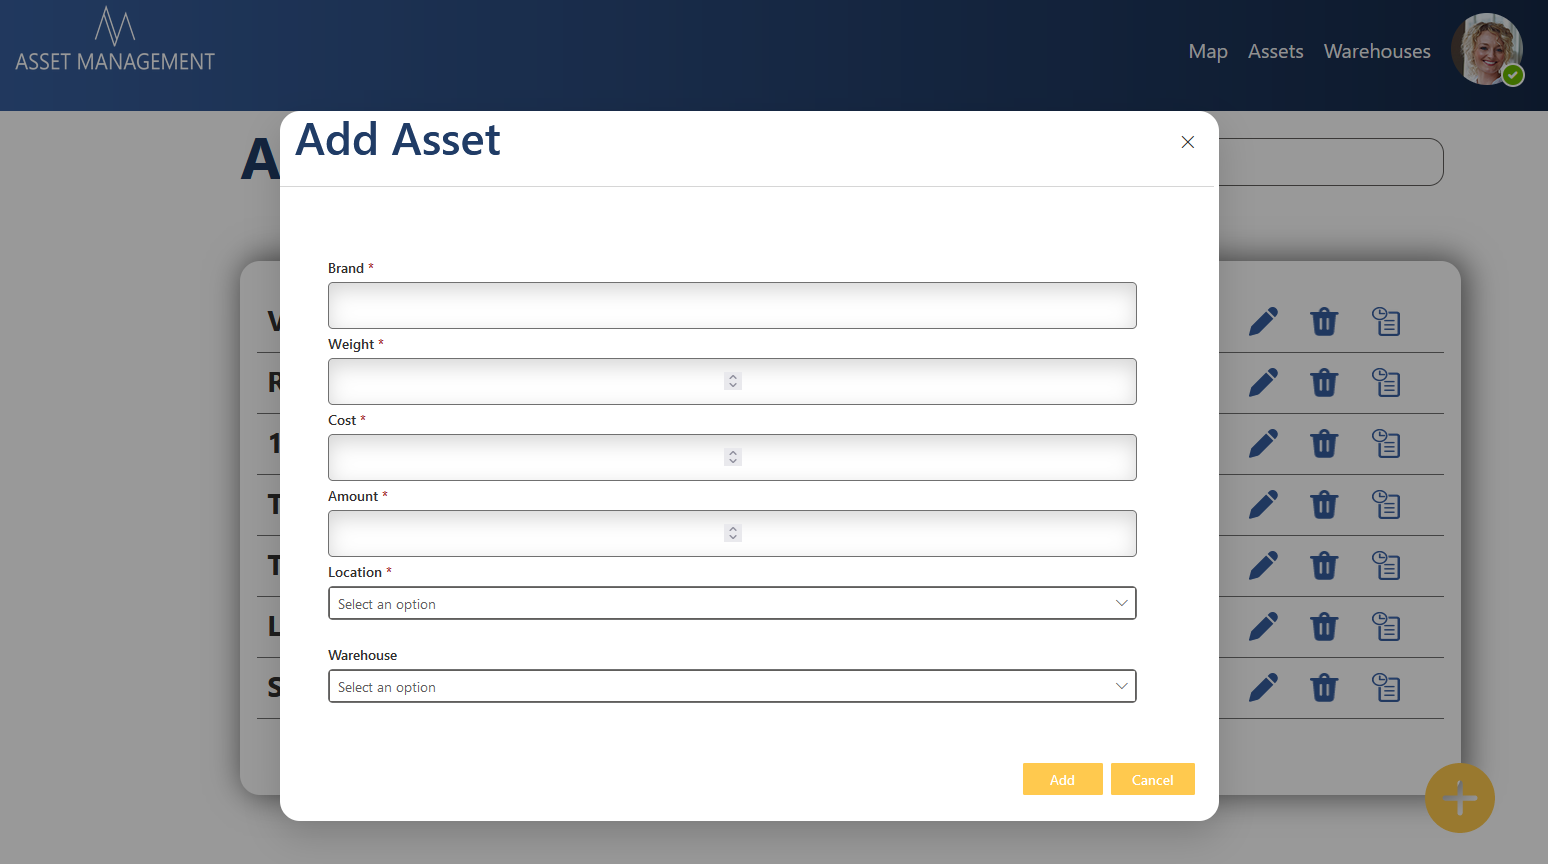 ASSET MANAGEMENT
Map Assets Warehouses
Add Asset
Brand *
Weight *
Cost *
Amount *
Location *
Select an option
Warehouse
Select an option
Add Cancel